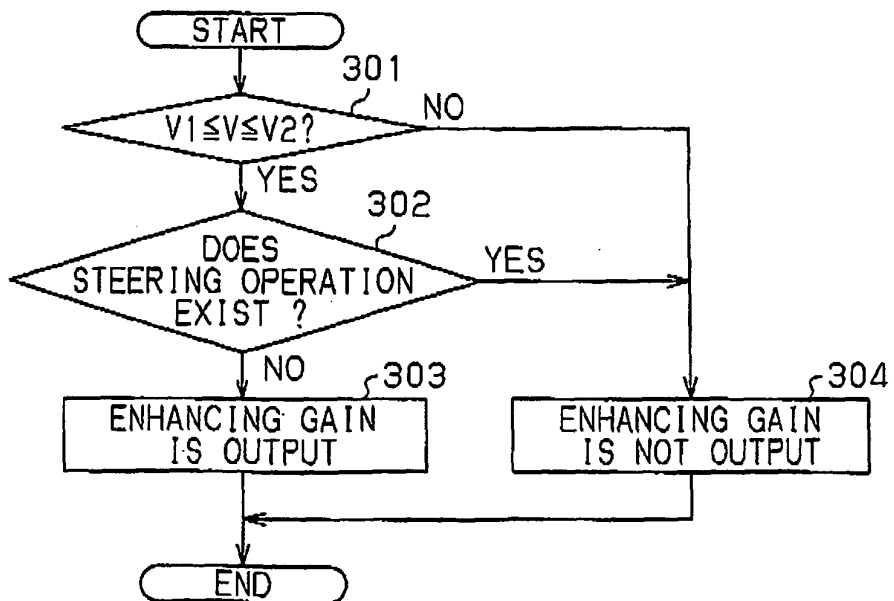 START
301
V1≦V≦V2?
NO
YES
302
DOES
STEERING OPERATION
EXIST ?
YES
NO
303
ENHANCING GAIN
IS OUTPUT
304
ENHANCING GAIN
IS NOT OUTPUT
END